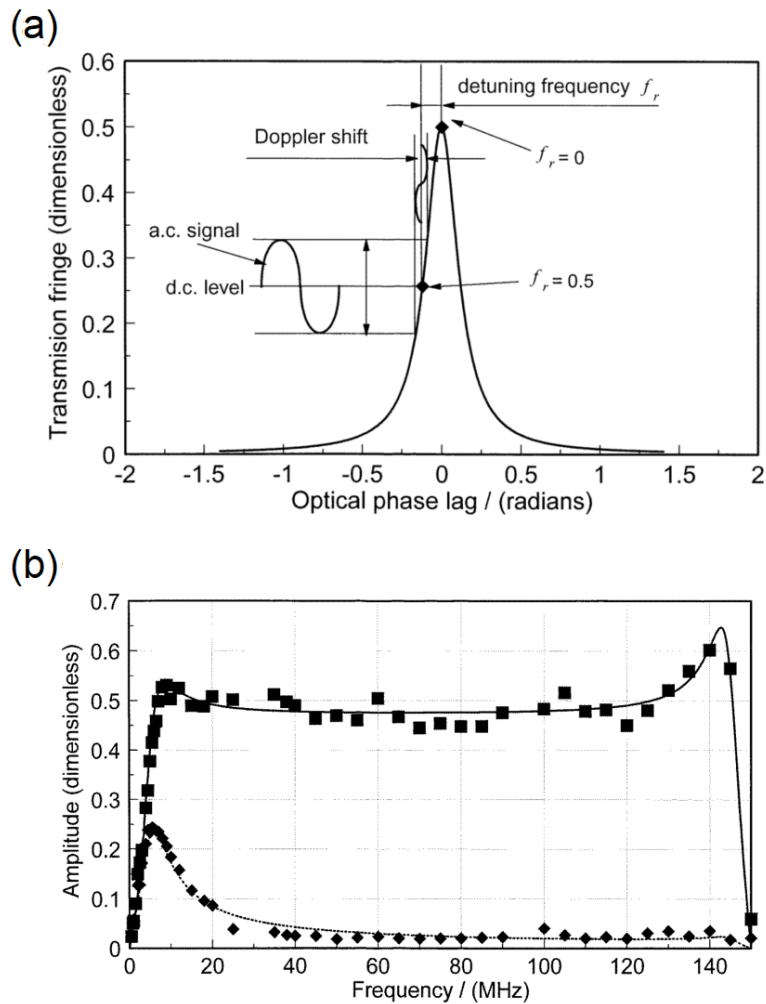 (a)
0.6
0.5
0.4
0.3
0.2
0.1
0
Transmision fringe (dimensionless)
detuning frequency f_r
Doppler shift
f_r = 0
a.c. signal
d.c. level
f_r = 0.5
-2 -1.5 -1 -0.5 0 0.5 1 1.5 2
Optical phase lag / (radians)
(b)
0.7
0.6
0.5
0.4
0.3
0.2
0.1
0
Amplitude (dimensionless)
0 20 40 60 80 100 120 140
Frequency / (MHz)